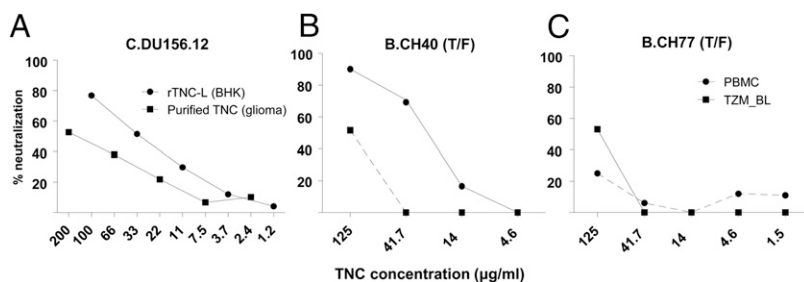 A
C.DU156.12
% neutralization
100
80
60
40
20
rTNC-L (BHK)
Purified TNC (glioma)
200
100
66
33
22
11
7.5
3.7
2.4
1.2
B
B.CH40 (T/F)
100
80
60
40
20
125
41.7
14
4.6
C
B.CH77 (T/F)
100
80
60
40
20
PBMC
TZM_BL
125
41.7
14
4.6
1.5
TNC concentration (µg/ml)